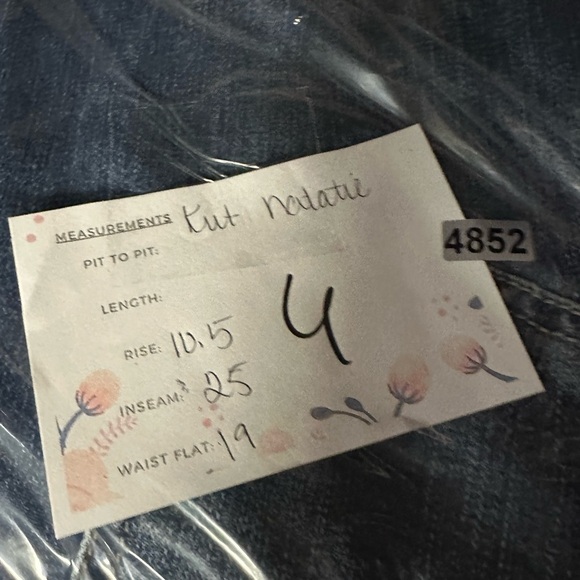 MEASUREMENTS Kut Natalie
PIT TO PIT:
4852
LENGTH:
4
RISE: 10.5
INSEAM: 25
WAIST FLAT: 19